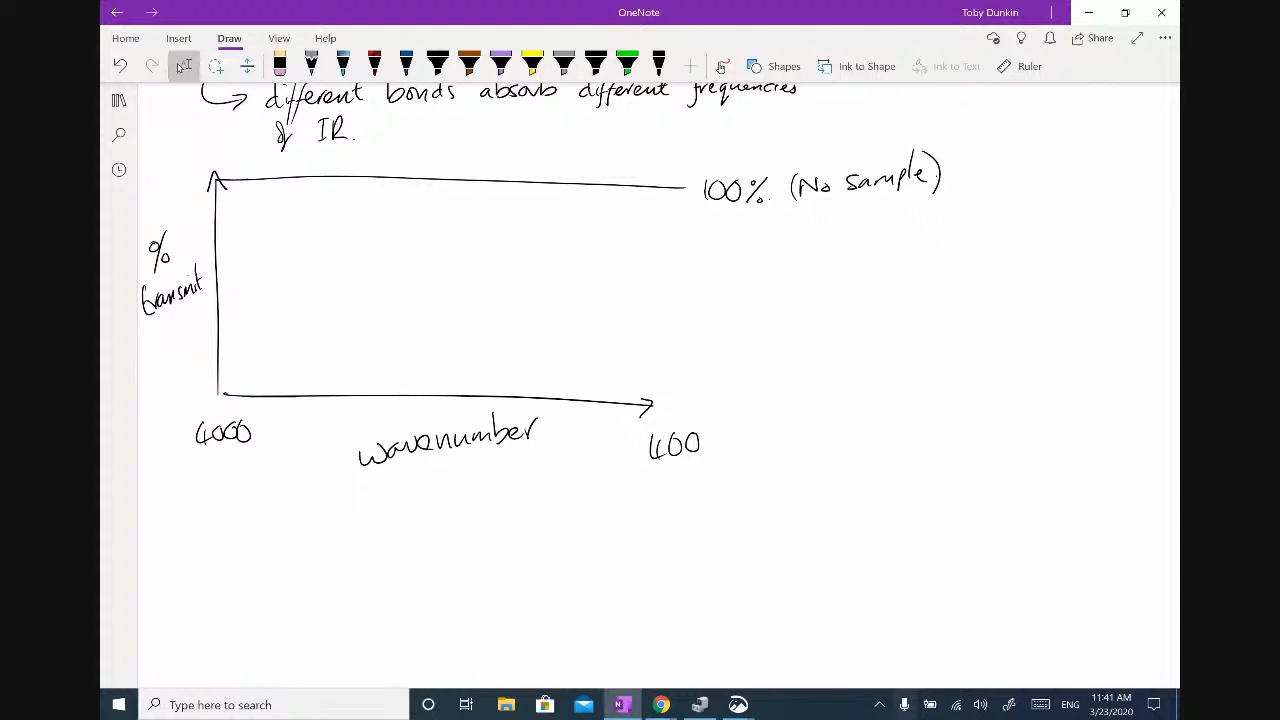 OneNote
Toby Dunkin
Home Insert Draw View Help
Share
Shapes Ink to Shape Ink to Text Ruler
different bonds absorb different frequencies
of IR.
100% (No sample)
%
transmit
4000
wavenumber
400
Type here to search
ENG
11:41 AM
3/23/2020